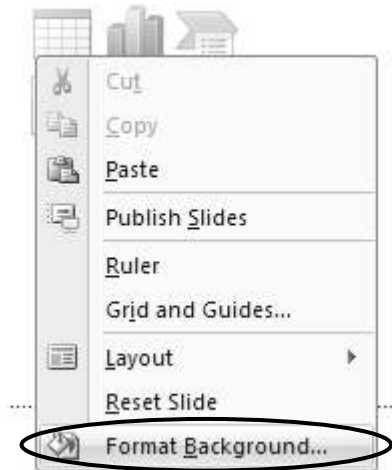 Cut
Copy
Paste
Publish Slides
Ruler
Grid and Guides...
Layout
Reset Slide
Format Background...